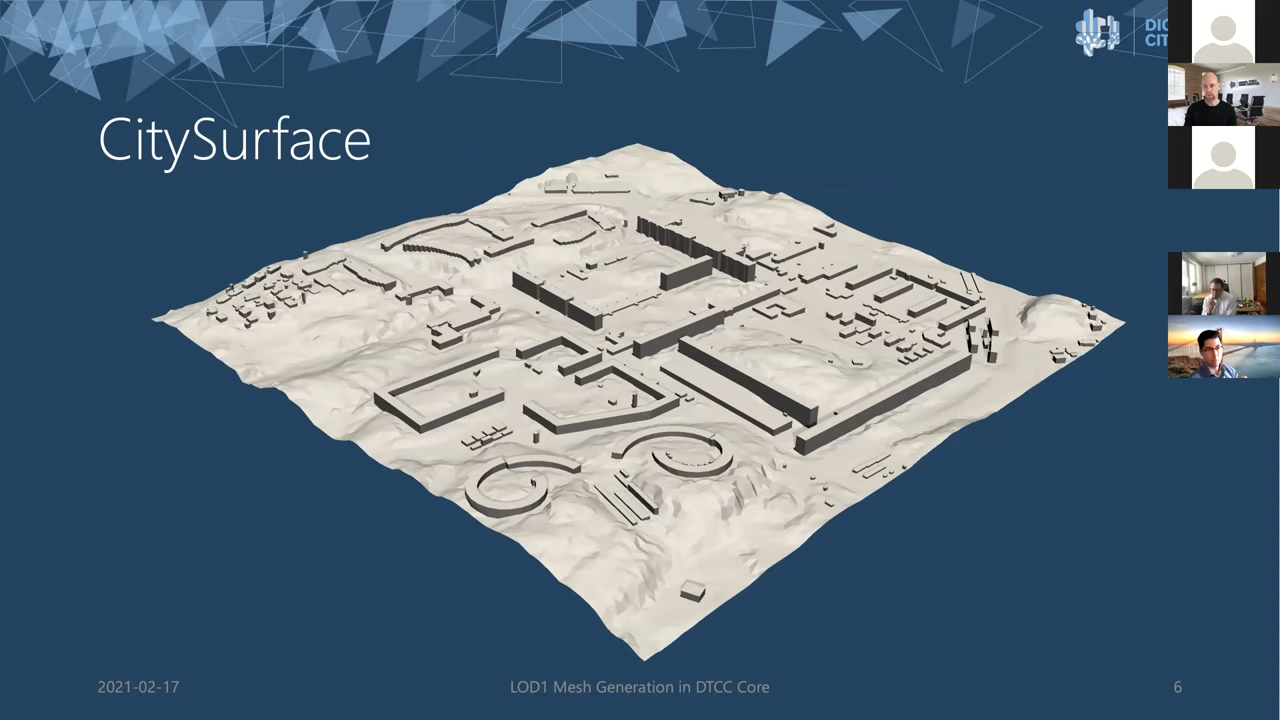 CitySurface
2021-02-17
LOD1 Mesh Generation in DTCC Core
6